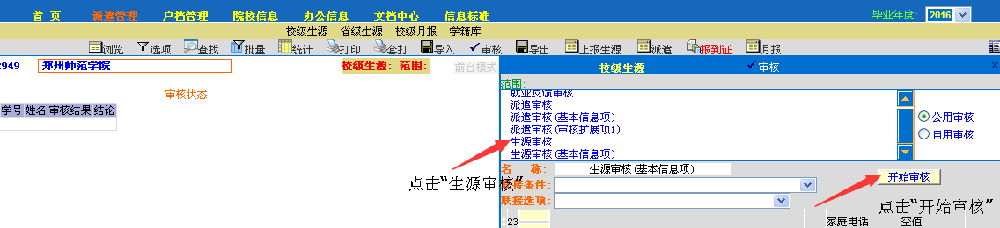 首 页 派遣管理 户档管理 院校信息 办公信息 文档中心 信息标准 毕业年度: 2016
校级生源 省级生源 校级月报 学籍库
浏览 选项 查找 批量 统计 打印 套打 导入 审核 导出 上报生源 派遣 报到证 月报
2949 郑州师范学院 校级生源: 范围: 前台模式 校级生源 审核 ×
范围:
审核状态
就业反馈审核
派遣审核
学号 姓名 审核结果 结论
派遣审核(基本信息项) 公用审核
派遣审核(审核扩展项1)
生源审核 自用审核
生源审核(基本信息项)
名 称: 生源审核(基本信息项) 开始审核
点击“生源审核”
条件:
联接选项: 点击“开始审核”
23 家庭电话 空值